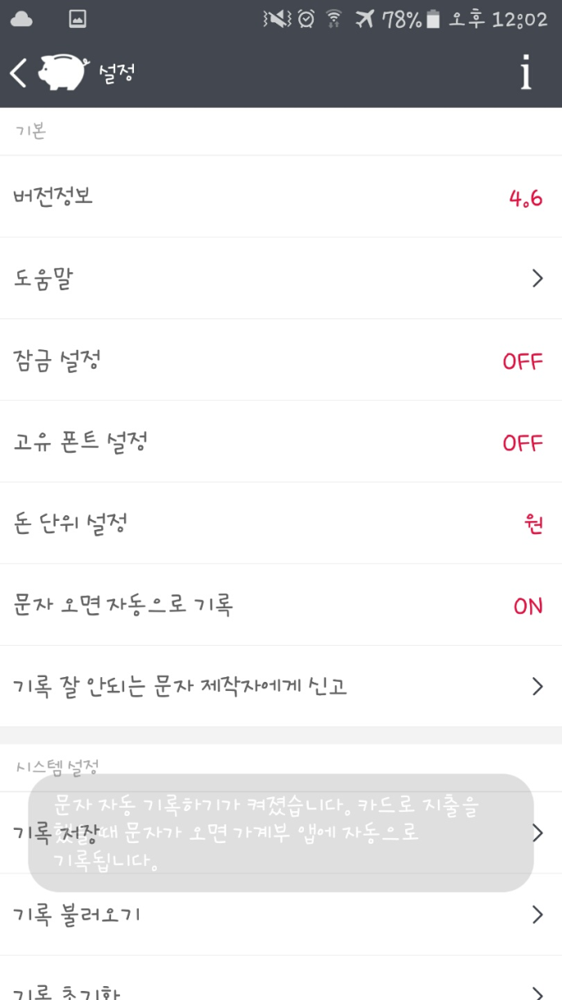 78% 오후 12:02
설정
i
기본
버전정보 4.6
도움말
잠금 설정 OFF
고유 폰트 설정 OFF
돈 단위 설정 원
문자 오면 자동으로 기록 ON
기록 잘 안되는 문자 제작자에게 신고
시스템 설정
문자 자동 기록하기가 켜졌습니다. 카드로 지출을
했을 때 문자가 오면 가계부 앱에 자동으로
기록됩니다.
기록 저장
기록 불러오기
기록 초기화